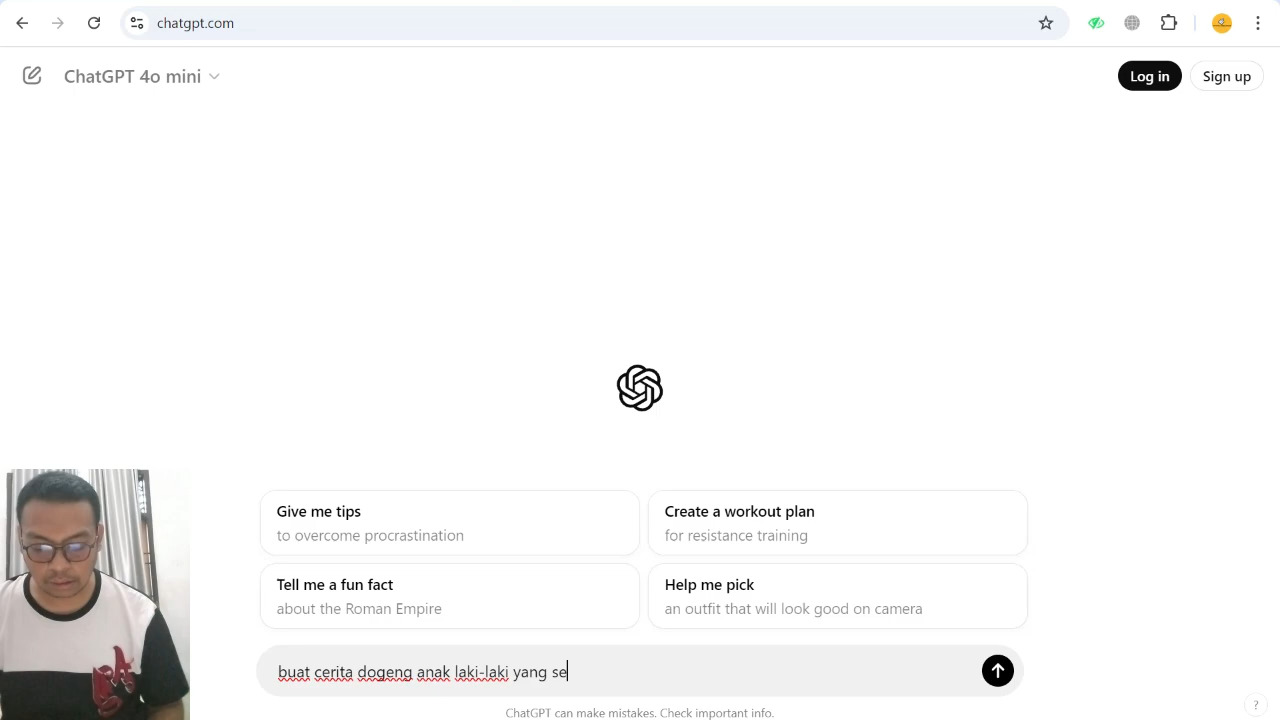 chatgpt.com
ChatGPT 4o mini
Log in
Sign up
Give me tips
to overcome procrastination
Create a workout plan
for resistance training
Tell me a fun fact
about the Roman Empire
Help me pick
an outfit that will look good on camera
buat cerita dogeng anak laki-laki yang se
ChatGPT can make mistakes. Check important info.
?